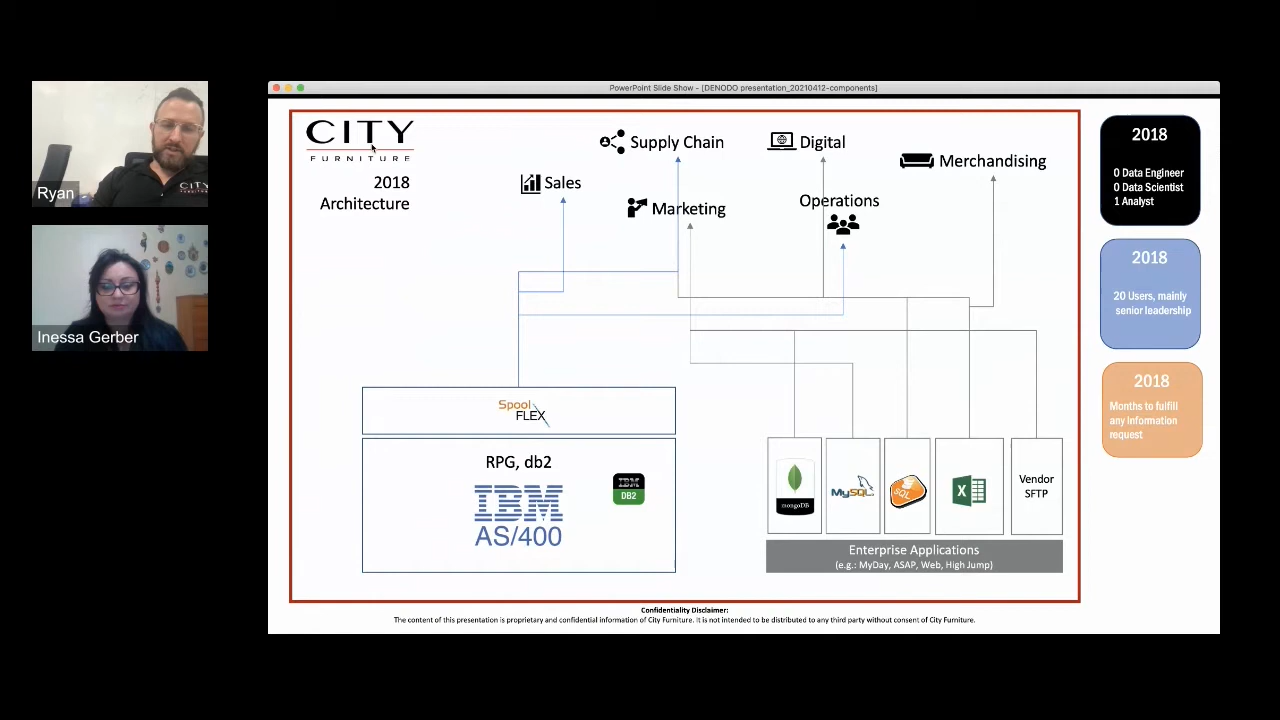 PowerPoint Slide Show - [DENODO presentation_20210412-components]
Ryan
CITY
Inessa Gerber
CITY
FURNITURE
2018
Architecture
Supply Chain
Digital
Merchandising
Sales
Marketing
Operations
Spool
FLEX
RPG, db2
IBM
AS/400
IBM
DB2
mongoDB
MySQL
SQL
X
Vendor
SFTP
Enterprise Applications
(e.g.: MyDay, ASAP, Web, High Jump)
2018
0 Data Engineer
0 Data Scientist
1 Analyst
2018
20 Users, mainly
senior leadership
2018
Months to fulfill
any information
request
Confidentiality Disclaimer:
The content of this presentation is proprietary and confidential information of City Furniture. It is not intended to be distributed to any third party without consent of City Furniture.